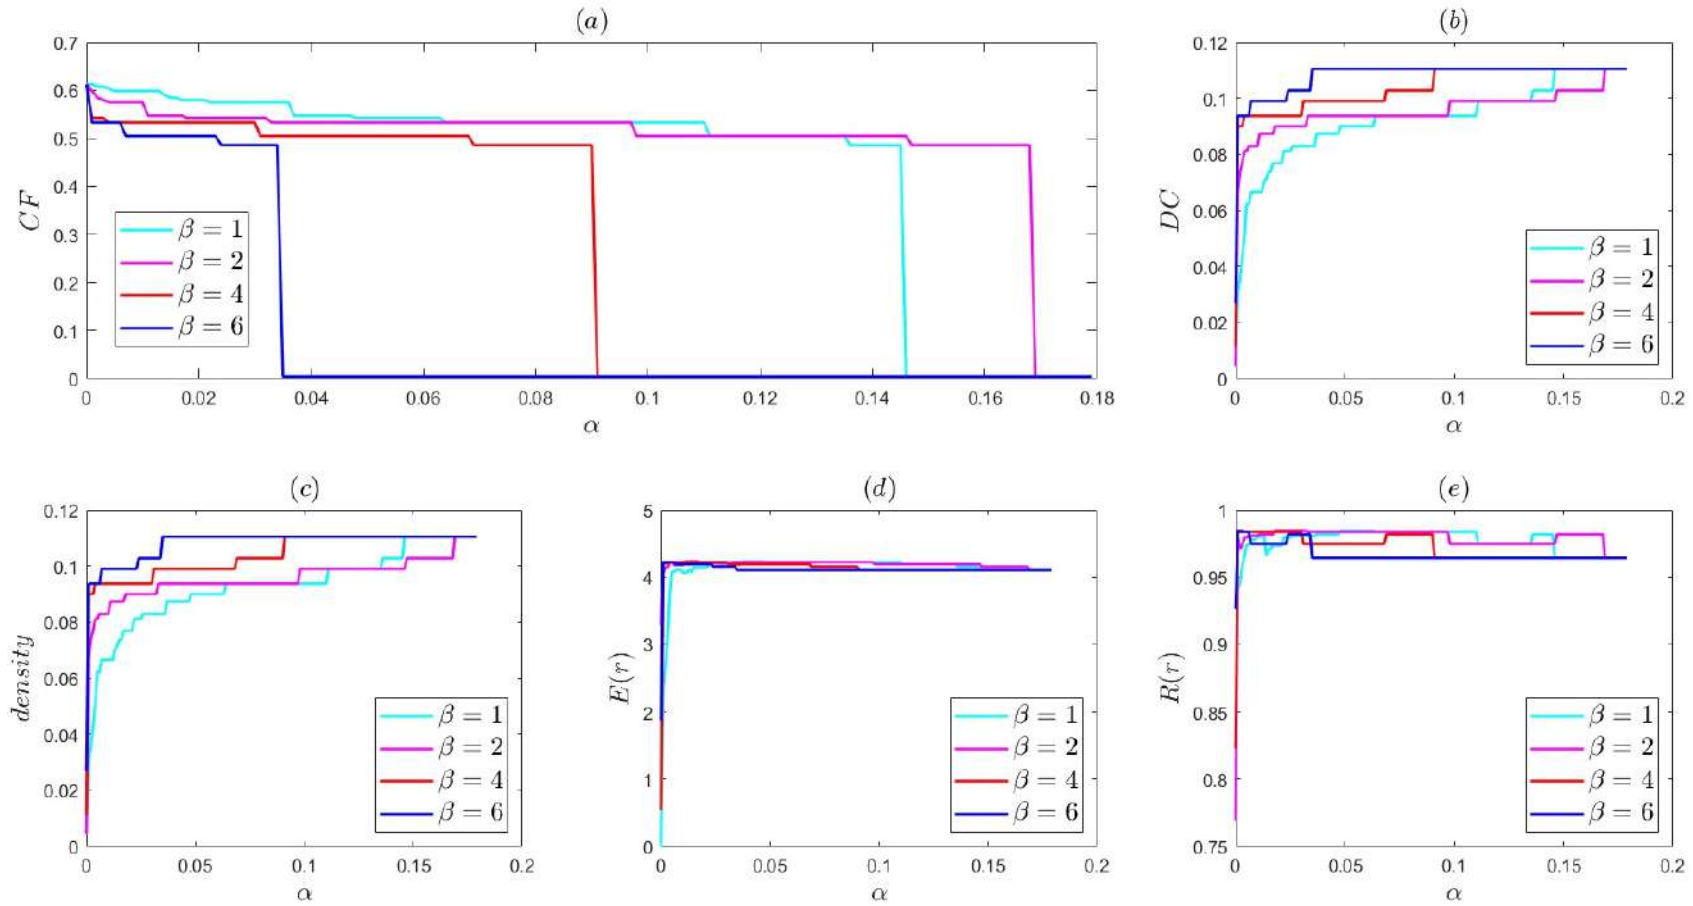 (a)
0.7
0.6
0.5
0.4
0.3
0.2
0.1
0
CF
β = 1
β = 2
β = 4
β = 6
0 0.02 0.04 0.06 0.08 0.1 0.12 0.14 0.16 0.18
α
(b)
0.12
0.1
0.08
0.06
0.04
0.02
0
DC
β = 1
β = 2
β = 4
β = 6
0 0.05 0.1 0.15 0.2
α
(c)
0.12
0.1
0.08
0.06
0.04
0.02
0
density
β = 1
β = 2
β = 4
β = 6
0 0.05 0.1 0.15 0.2
α
(d)
5
4
3
2
1
0
E(r)
β = 1
β = 2
β = 4
β = 6
0 0.05 0.1 0.15 0.2
α
(e)
1
0.95
0.9
0.85
0.8
0.75
R(r)
β = 1
β = 2
β = 4
β = 6
0 0.05 0.1 0.15 0.2
α